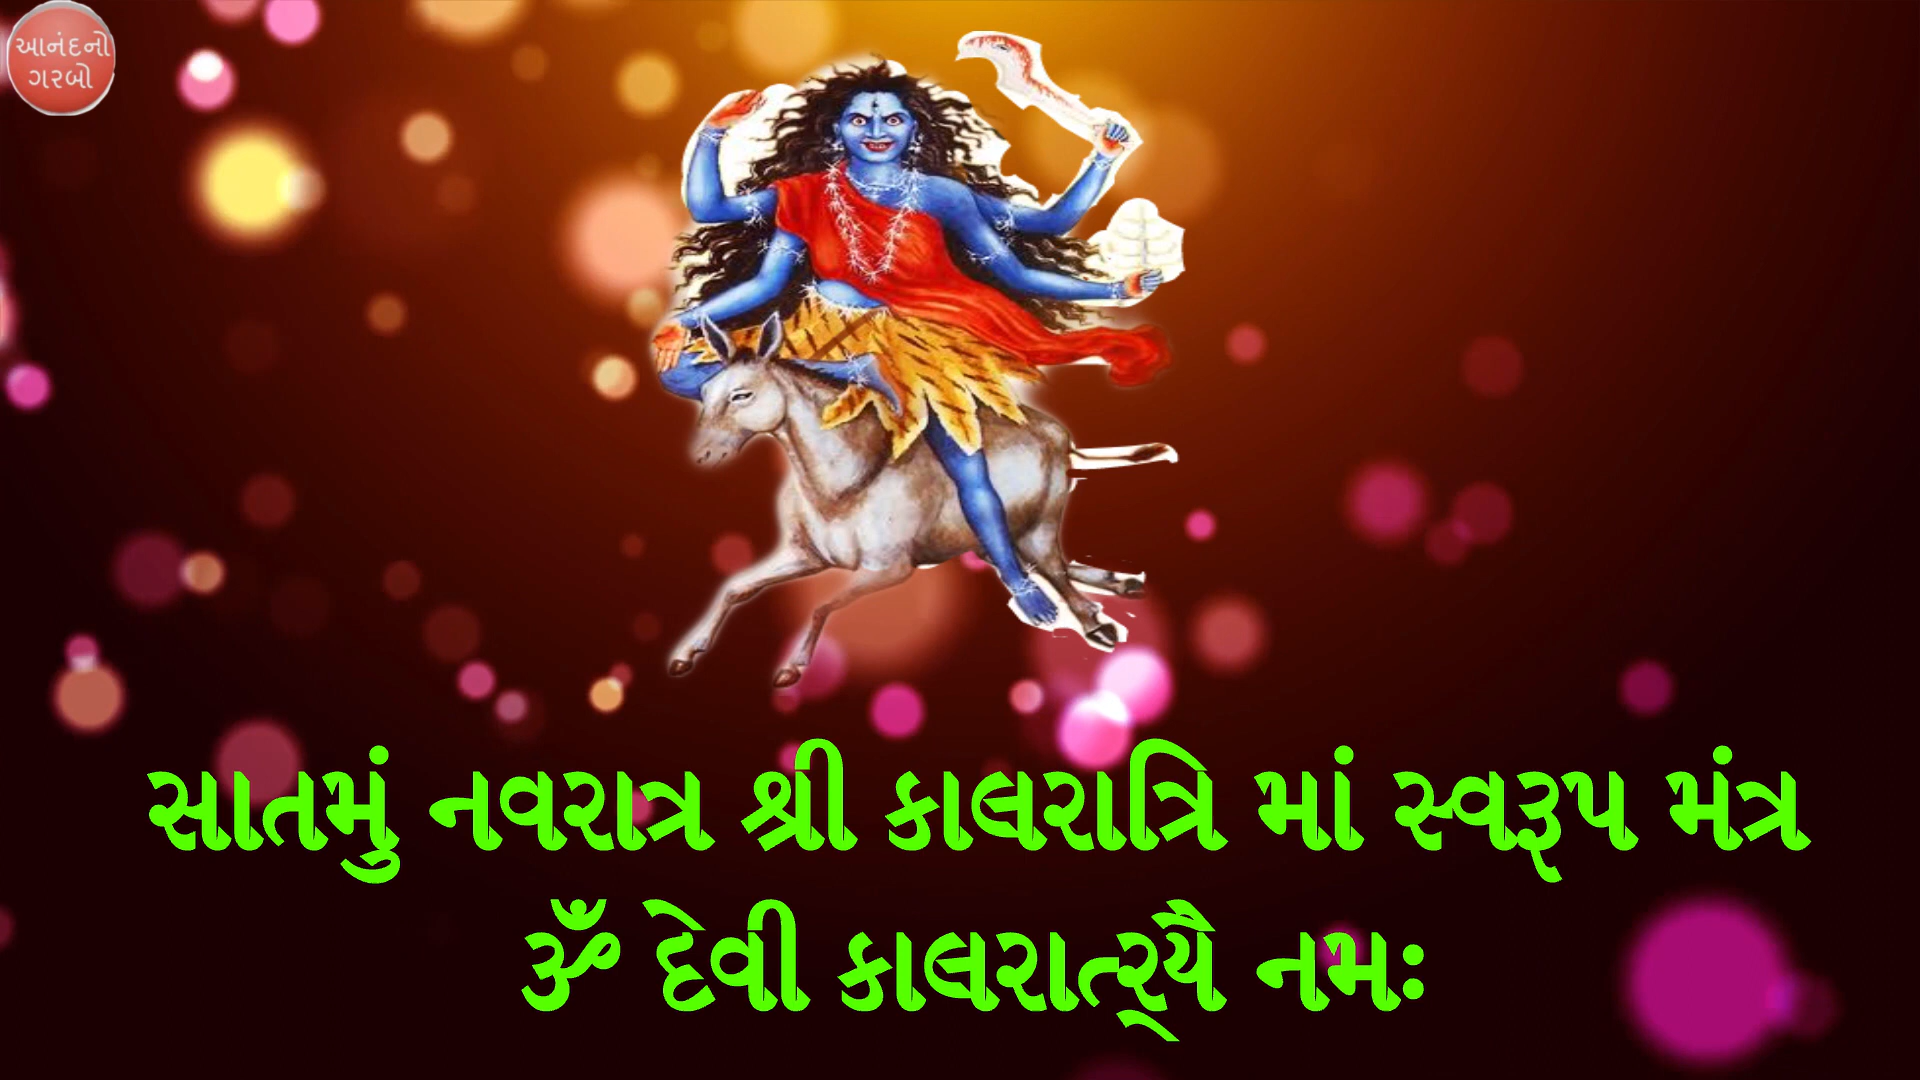 આનંદનો
ગરબો
સાતમું નવરાત્ર શ્રી કાલરાત્રિ માં સ્વરૂપ મંત્ર
ૐ દેવી કાલરાત્ર્યૈ નમઃ